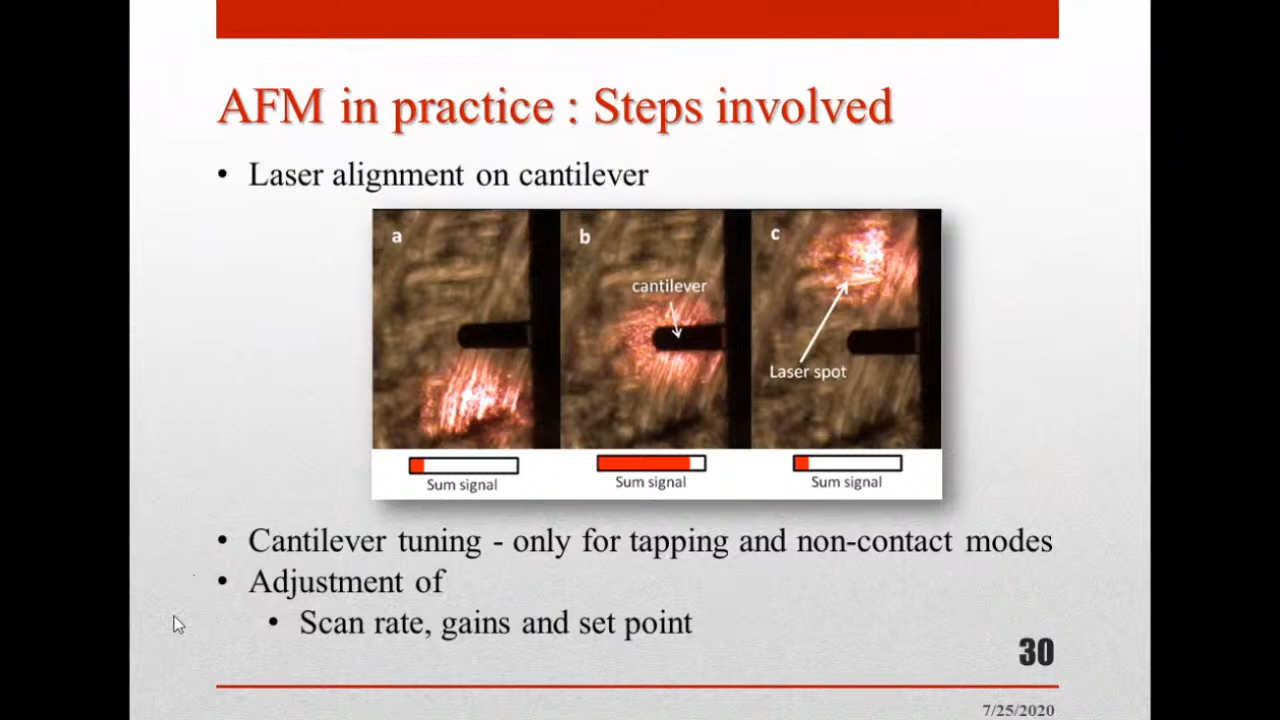 AFM in practice : Steps involved
• Laser alignment on cantilever
a
b
c
cantilever
Laser spot
Sum signal
Sum signal
Sum signal
• Cantilever tuning - only for tapping and non-contact modes
• Adjustment of
• Scan rate, gains and set point
30
7/25/2020